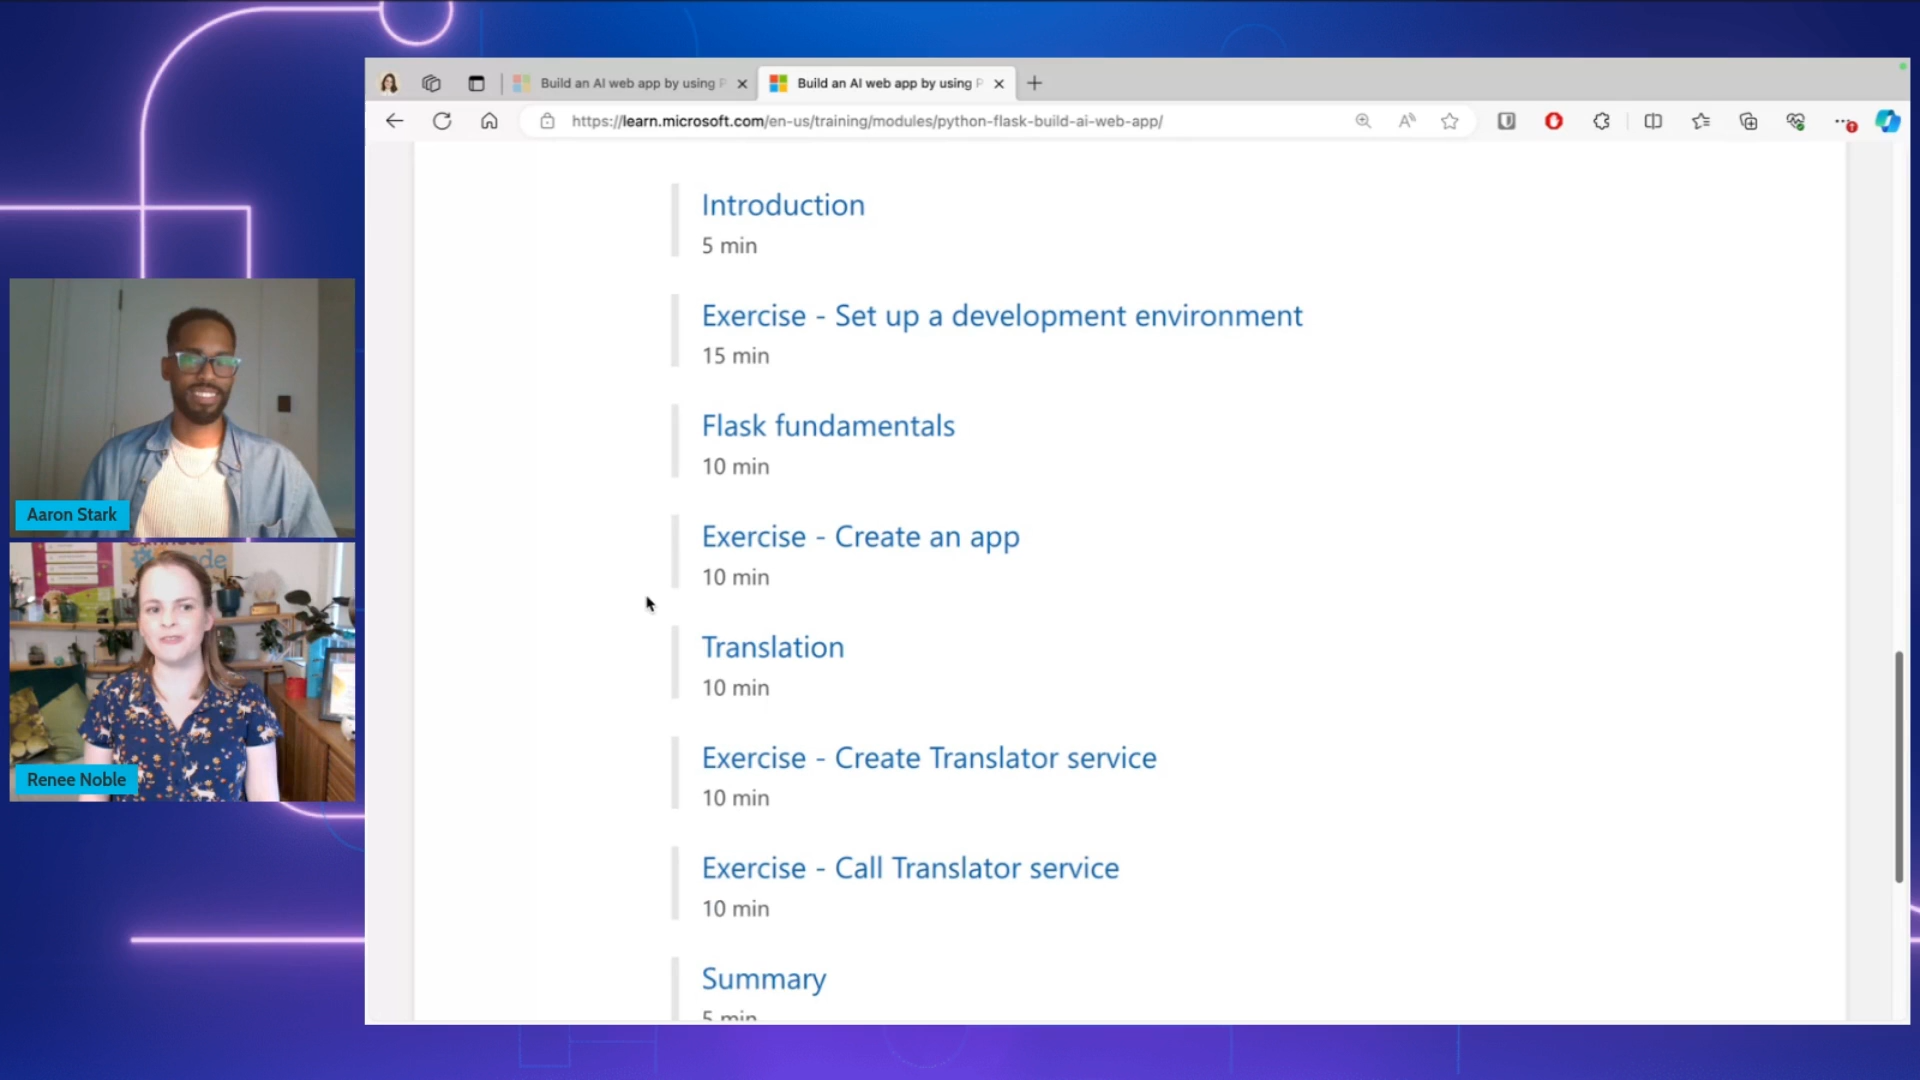 Build an AI web app by using P
Build an AI web app by using P
https://learn.microsoft.com/en-us/training/modules/python-flask-build-ai-web-app/
Introduction
5 min
Exercise - Set up a development environment
15 min
Flask fundamentals
10 min
Exercise - Create an app
10 min
Translation
10 min
Exercise - Create Translator service
10 min
Exercise - Call Translator service
10 min
Summary
5 min
Aaron Stark
Renee Noble